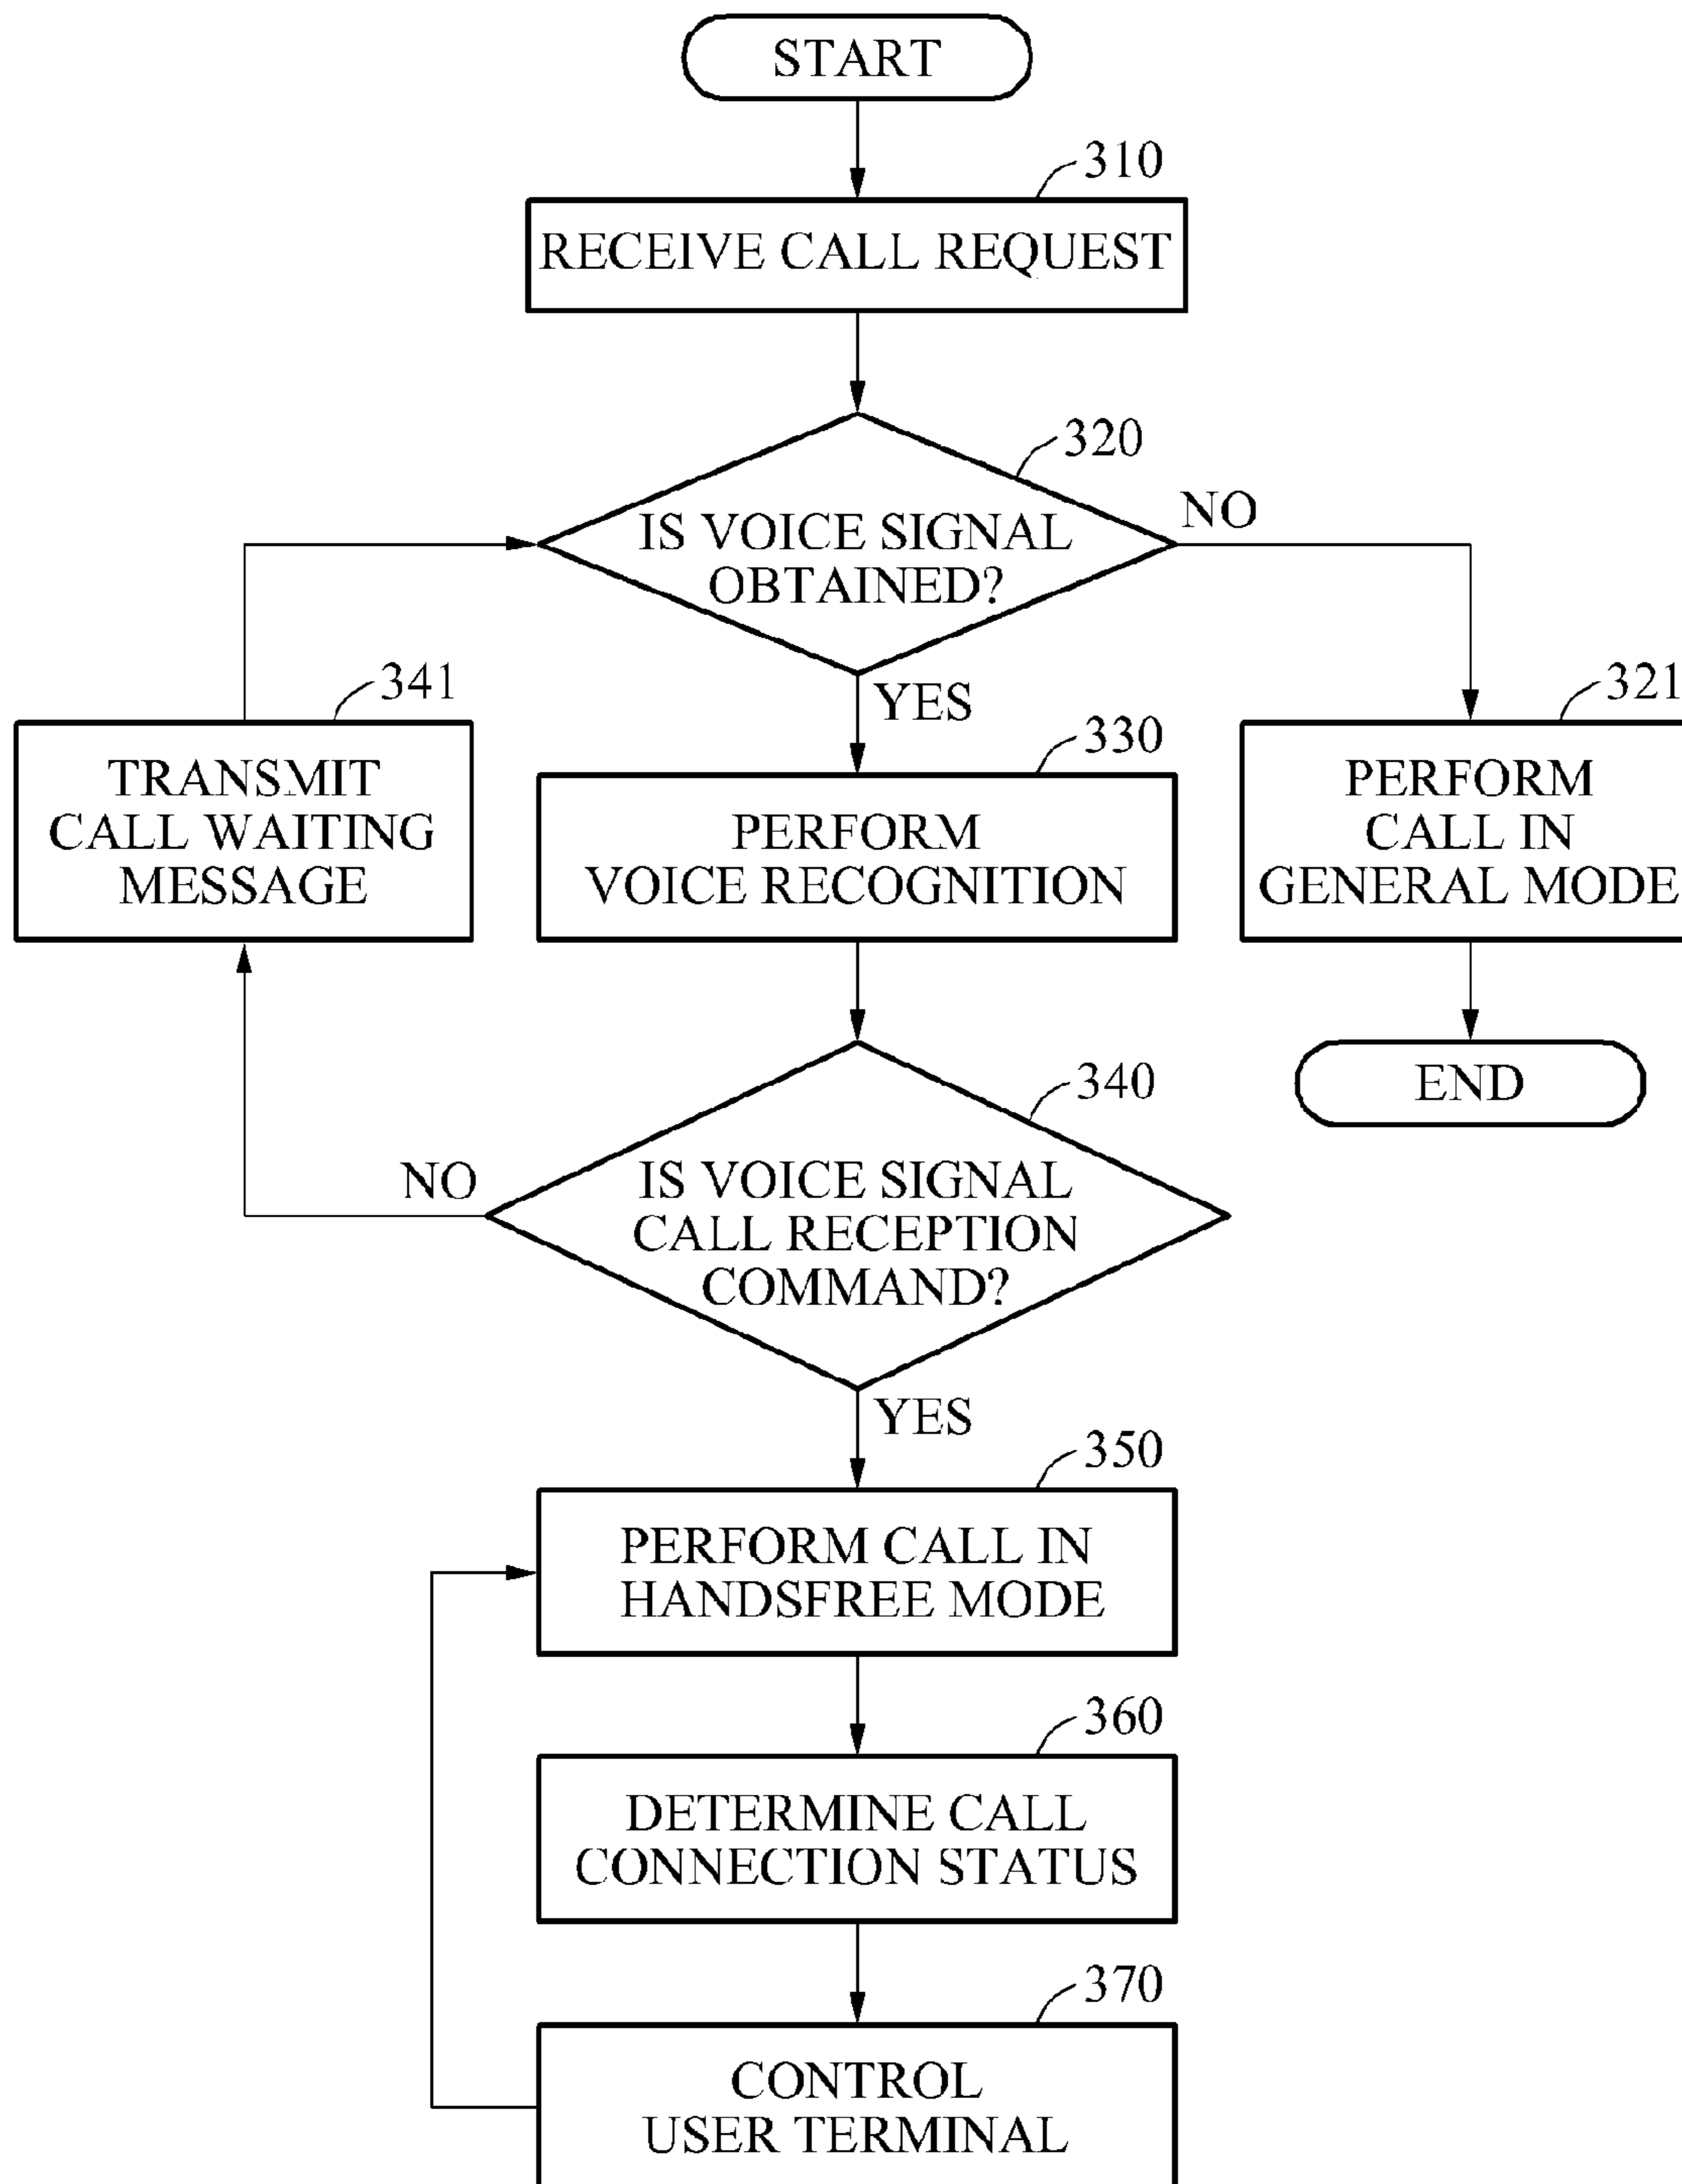 START
310
RECEIVE CALL REQUEST
320
IS VOICE SIGNAL
OBTAINED?
NO
YES
341
TRANSMIT
CALL WAITING
MESSAGE
330
PERFORM
VOICE RECOGNITION
321
PERFORM
CALL IN
GENERAL MODE
END
340
IS VOICE SIGNAL
CALL RECEPTION
COMMAND?
NO
YES
350
PERFORM CALL IN
HANDSFREE MODE
360
DETERMINE CALL
CONNECTION STATUS
370
CONTROL
USER TERMINAL